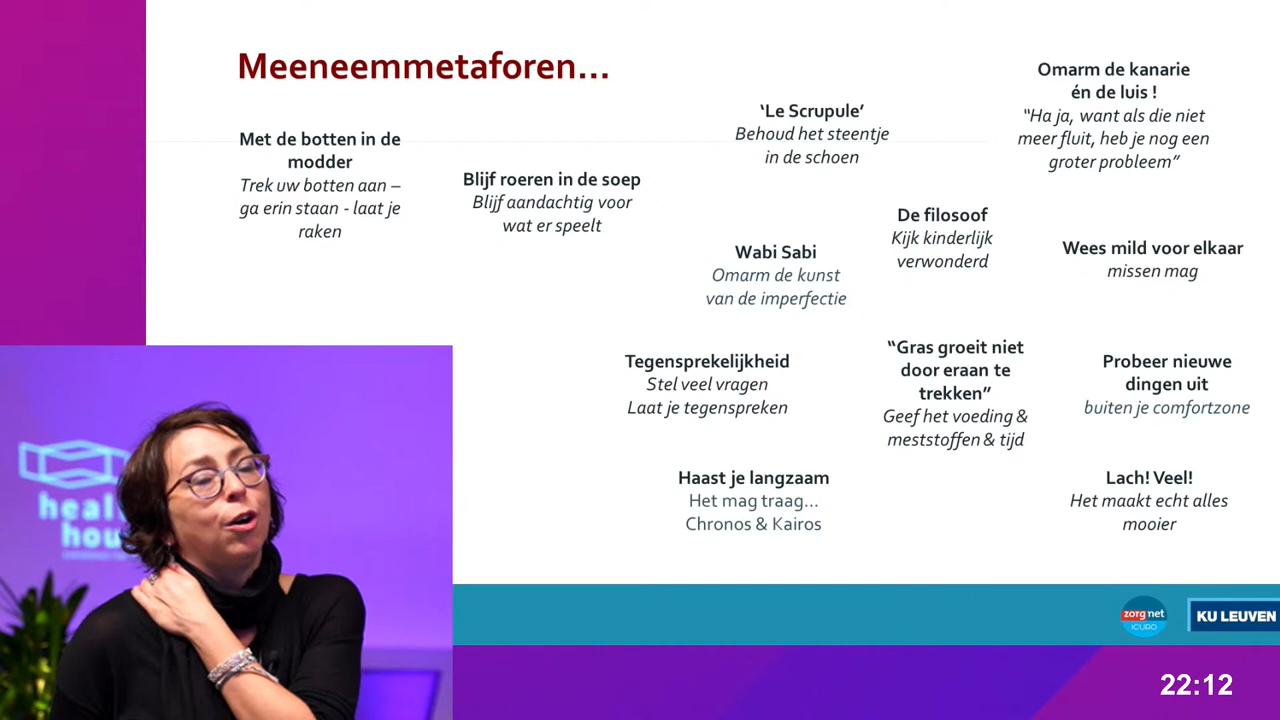 Meeneemmetaforen...
Met de botten in de
modder
Trek uw botten aan –
ga erin staan - laat je
raken
Blijf roeren in de soep
Blijf aandachtig voor
wat er speelt
‘Le Scrupule’
Behoud het steentje
in de schoen
Omarm de kanarie
én de luis !
“Ha ja, want als die niet
meer fluit, heb je nog een
groter probleem”
De filosoof
Kijk kinderlijk
verwonderd
Wabi Sabi
Omarm de kunst
van de imperfectie
Wees mild voor elkaar
missen mag
Tegensprekelijkheid
Stel veel vragen
Laat je tegenspreken
“Gras groeit niet
door eraan te
trekken”
Geef het voeding &
meststoffen & tijd
Probeer nieuwe
dingen uit
buiten je comfortzone
Haast je langzaam
Het mag traag...
Chronos & Kairos
Lach! Veel!
Het maakt echt alles
mooier
heal
hou
zorgnet
ICURO
KU LEUVEN
22:12